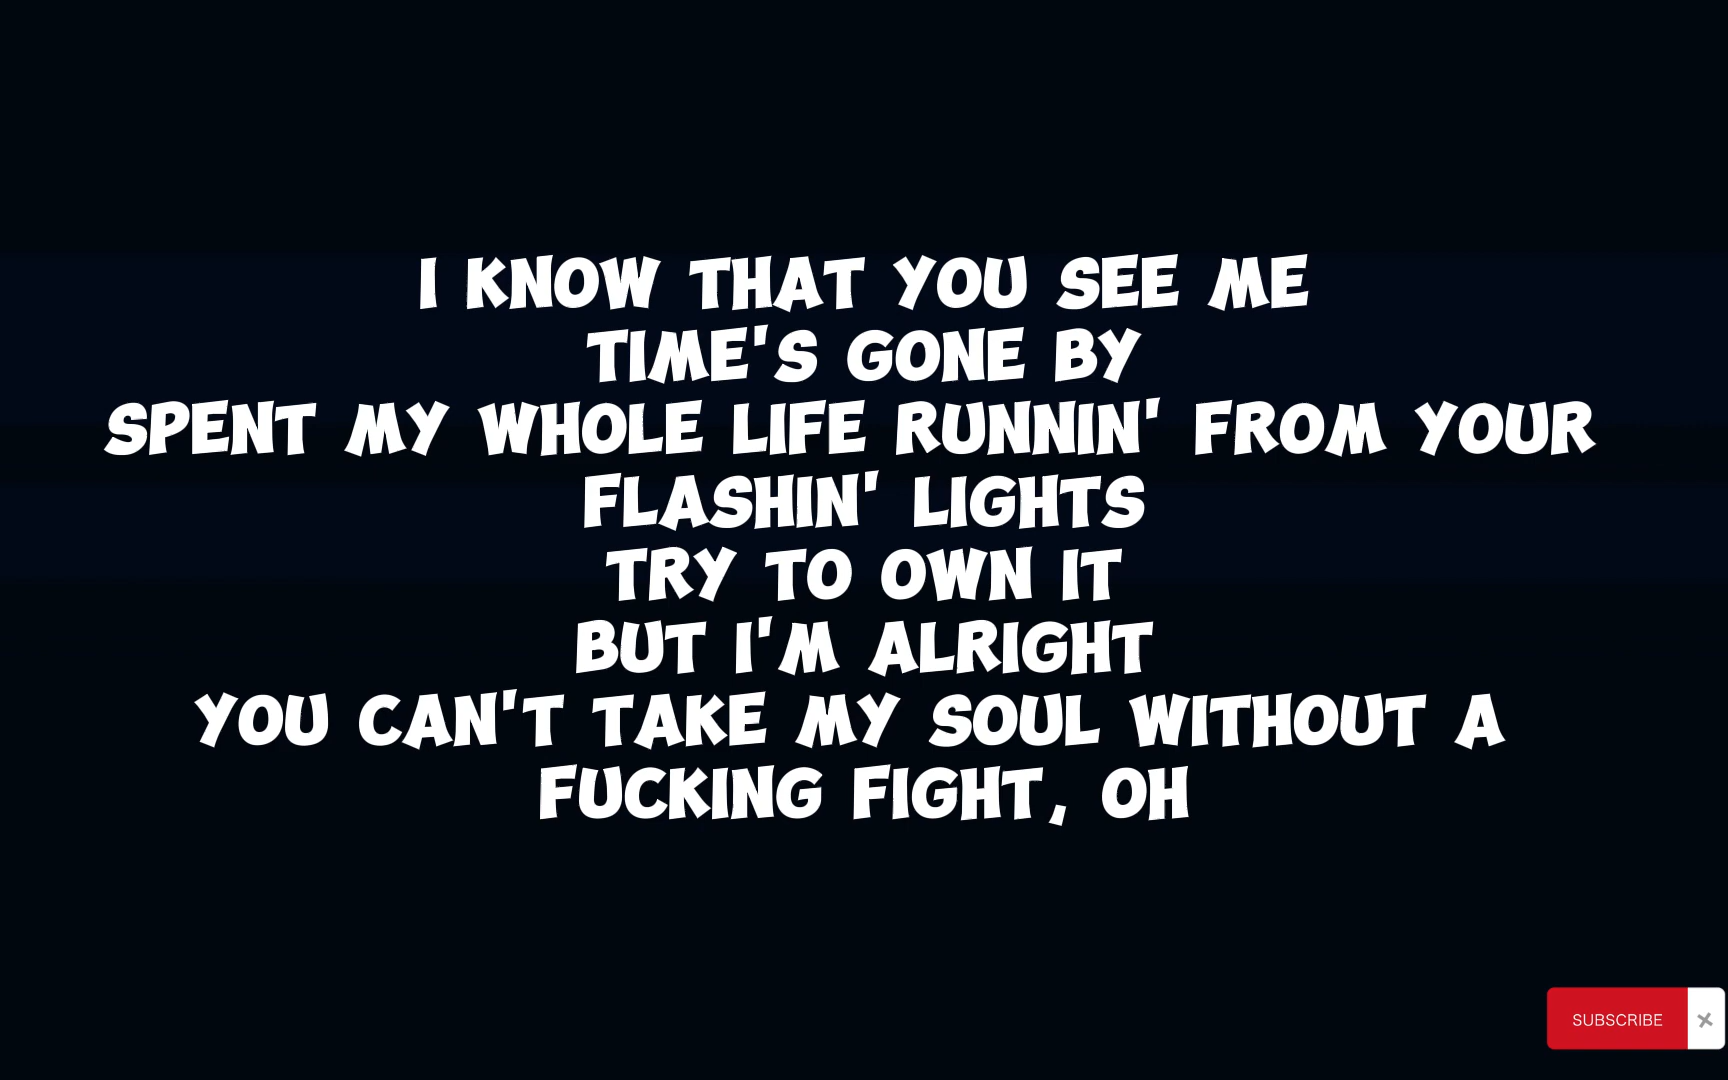 I KNOW THAT YOU SEE ME
TIME'S GONE BY
SPENT MY WHOLE LIFE RUNNIN' FROM YOUR
FLASHIN' LIGHTS
TRY TO OWN IT
BUT I'M ALRIGHT
YOU CAN'T TAKE MY SOUL WITHOUT A
FUCKING FIGHT, OH
SUBSCRIBE